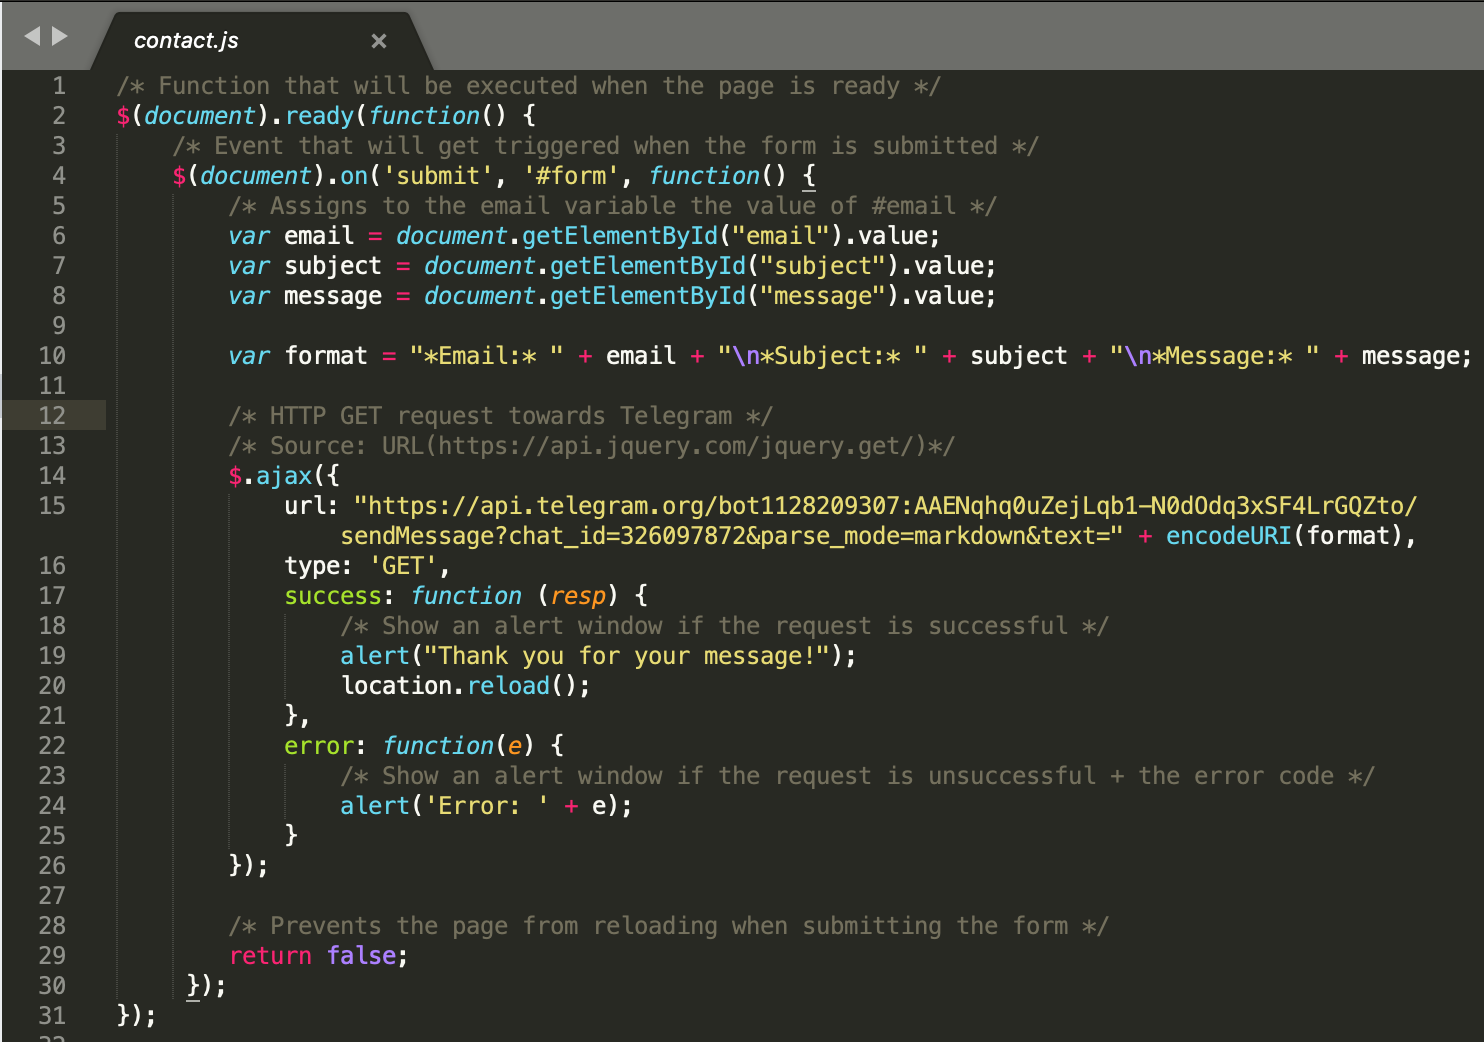 contact.js ×
1 /* Function that will be executed when the page is ready */
2 $(document).ready(function() {
3 /* Event that will get triggered when the form is submitted */
4 $(document).on('submit', '#form', function() {
5 /* Assigns to the email variable the value of #email */
6 var email = document.getElementById("email").value;
7 var subject = document.getElementById("subject").value;
8 var message = document.getElementById("message").value;
9
10 var format = "*Email:* " + email + "\n*Subject:* " + subject + "\n*Message:* " + message;
11
12 /* HTTP GET request towards Telegram */
13 /* Source: URL(https://api.jquery.com/jquery.get/)*/
14 $.ajax({
15 url: "https://api.telegram.org/bot1128209307:AAENqhq0uZejLqb1-N0dOdq3xSF4LrGQZto/
sendMessage?chat_id=326097872&parse_mode=markdown&text=" + encodeURI(format),
16 type: 'GET',
17 success: function (resp) {
18 /* Show an alert window if the request is successful */
19 alert("Thank you for your message!");
20 location.reload();
21 },
22 error: function(e) {
23 /* Show an alert window if the request is unsuccessful + the error code */
24 alert('Error: ' + e);
25 }
26 });
27
28 /* Prevents the page from reloading when submitting the form */
29 return false;
30 });
31 });